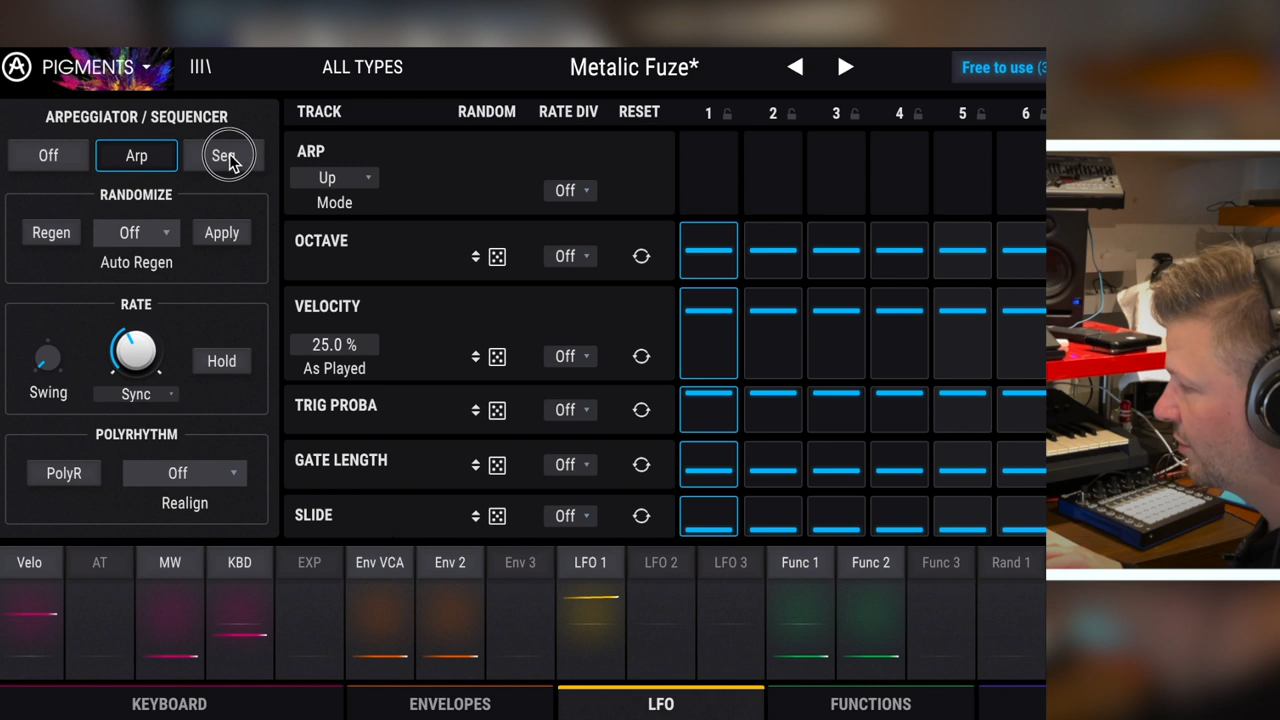 PIGMENTS
ALL TYPES
Metalic Fuze*
Free to use (3
ARPEGGIATOR / SEQUENCER
Off Arp Seq
RANDOMIZE
Regen Off Apply
Auto Regen
RATE
Swing Sync Hold
POLYRHYTHM
PolyR Off
Realign
TRACK RANDOM RATE DIV RESET 1 2 3 4 5 6
ARP
Up Off
Mode
OCTAVE
Off
VELOCITY
25.0 % Off
As Played
TRIG PROBA Off
GATE LENGTH Off
SLIDE Off
Velo AT MW KBD EXP Env VCA Env 2 Env 3 LFO 1 LFO 2 LFO 3 Func 1 Func 2 Func 3 Rand 1
KEYBOARD ENVELOPES LFO FUNCTIONS